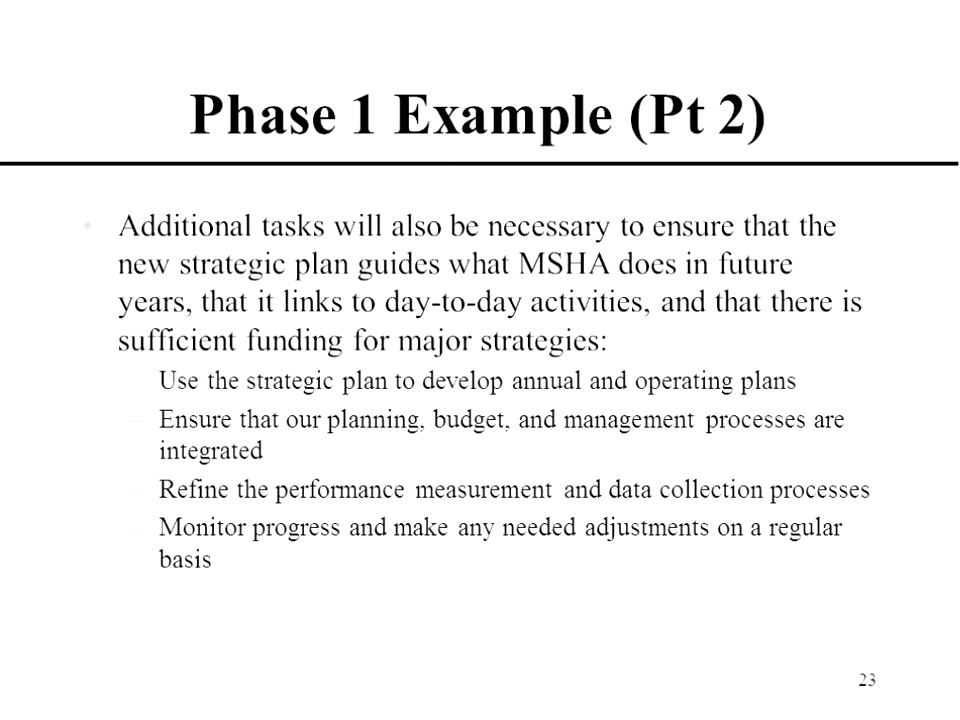 Phase 1 Example (Pt 2)
• Additional tasks will also be necessary to ensure that the
new strategic plan guides what MSHA does in future
years, that it links to day-to-day activities, and that there is
sufficient funding for major strategies:
Use the strategic plan to develop annual and operating plans
– Ensure that our planning, budget, and management processes are
integrated
– Refine the performance measurement and data collection processes
– Monitor progress and make any needed adjustments on a regular
basis
23